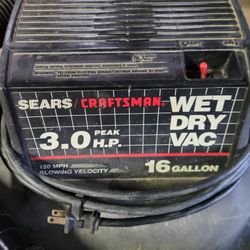 SEARS / CRAFTSMAN
WET
DRY
VAC
3.0 PEAK H.P.
150 MPH
BLOWING VELOCITY
16 GALLON